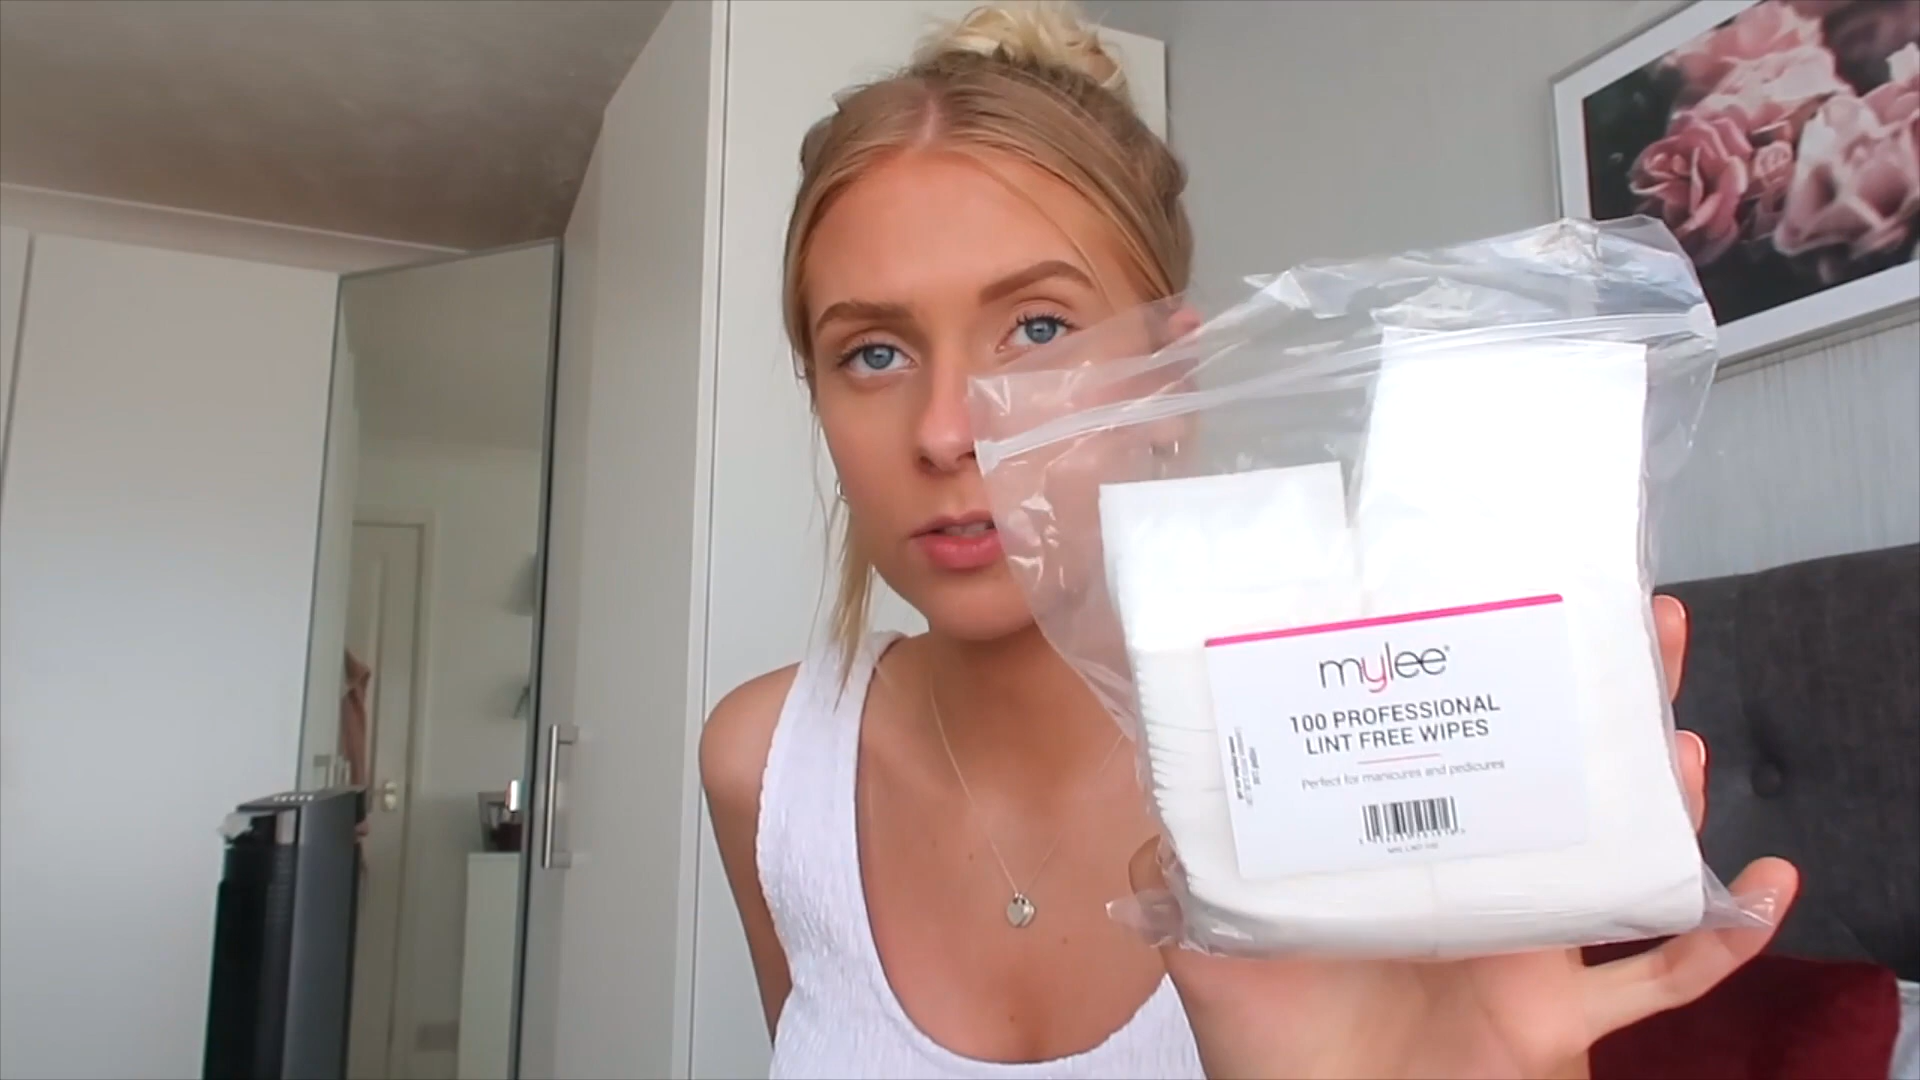 mylee
100 PROFESSIONAL
LINT FREE WIPES
Perfect for manicures and pedicures